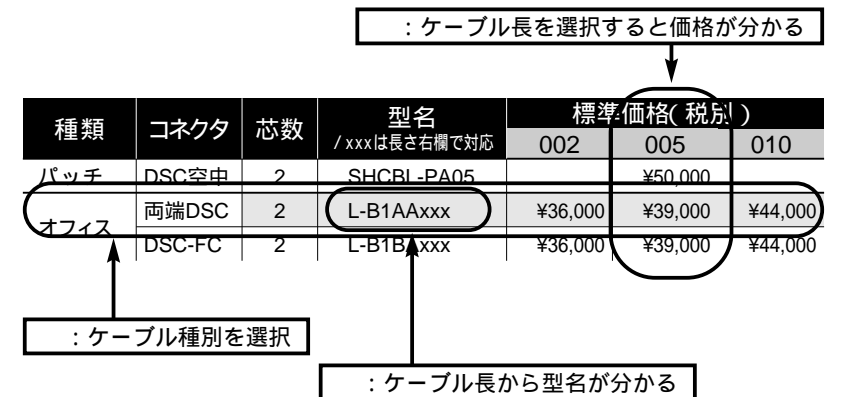 ：ケーブル長を選択すると価格が分かる
種類 コネクタ 芯数 型名 標準価格（税別）
/xxxは長さ右欄で対応 002 005 010
パッチ DSC空中 2 SHCBL-PA05 ¥50,000
オフィス 両端DSC 2 L-B1AAxxx ¥36,000 ¥39,000 ¥44,000
DSC-FC 2 L-B1BAxxx ¥36,000 ¥39,000 ¥44,000
：ケーブル種別を選択
：ケーブル長から型名が分かる